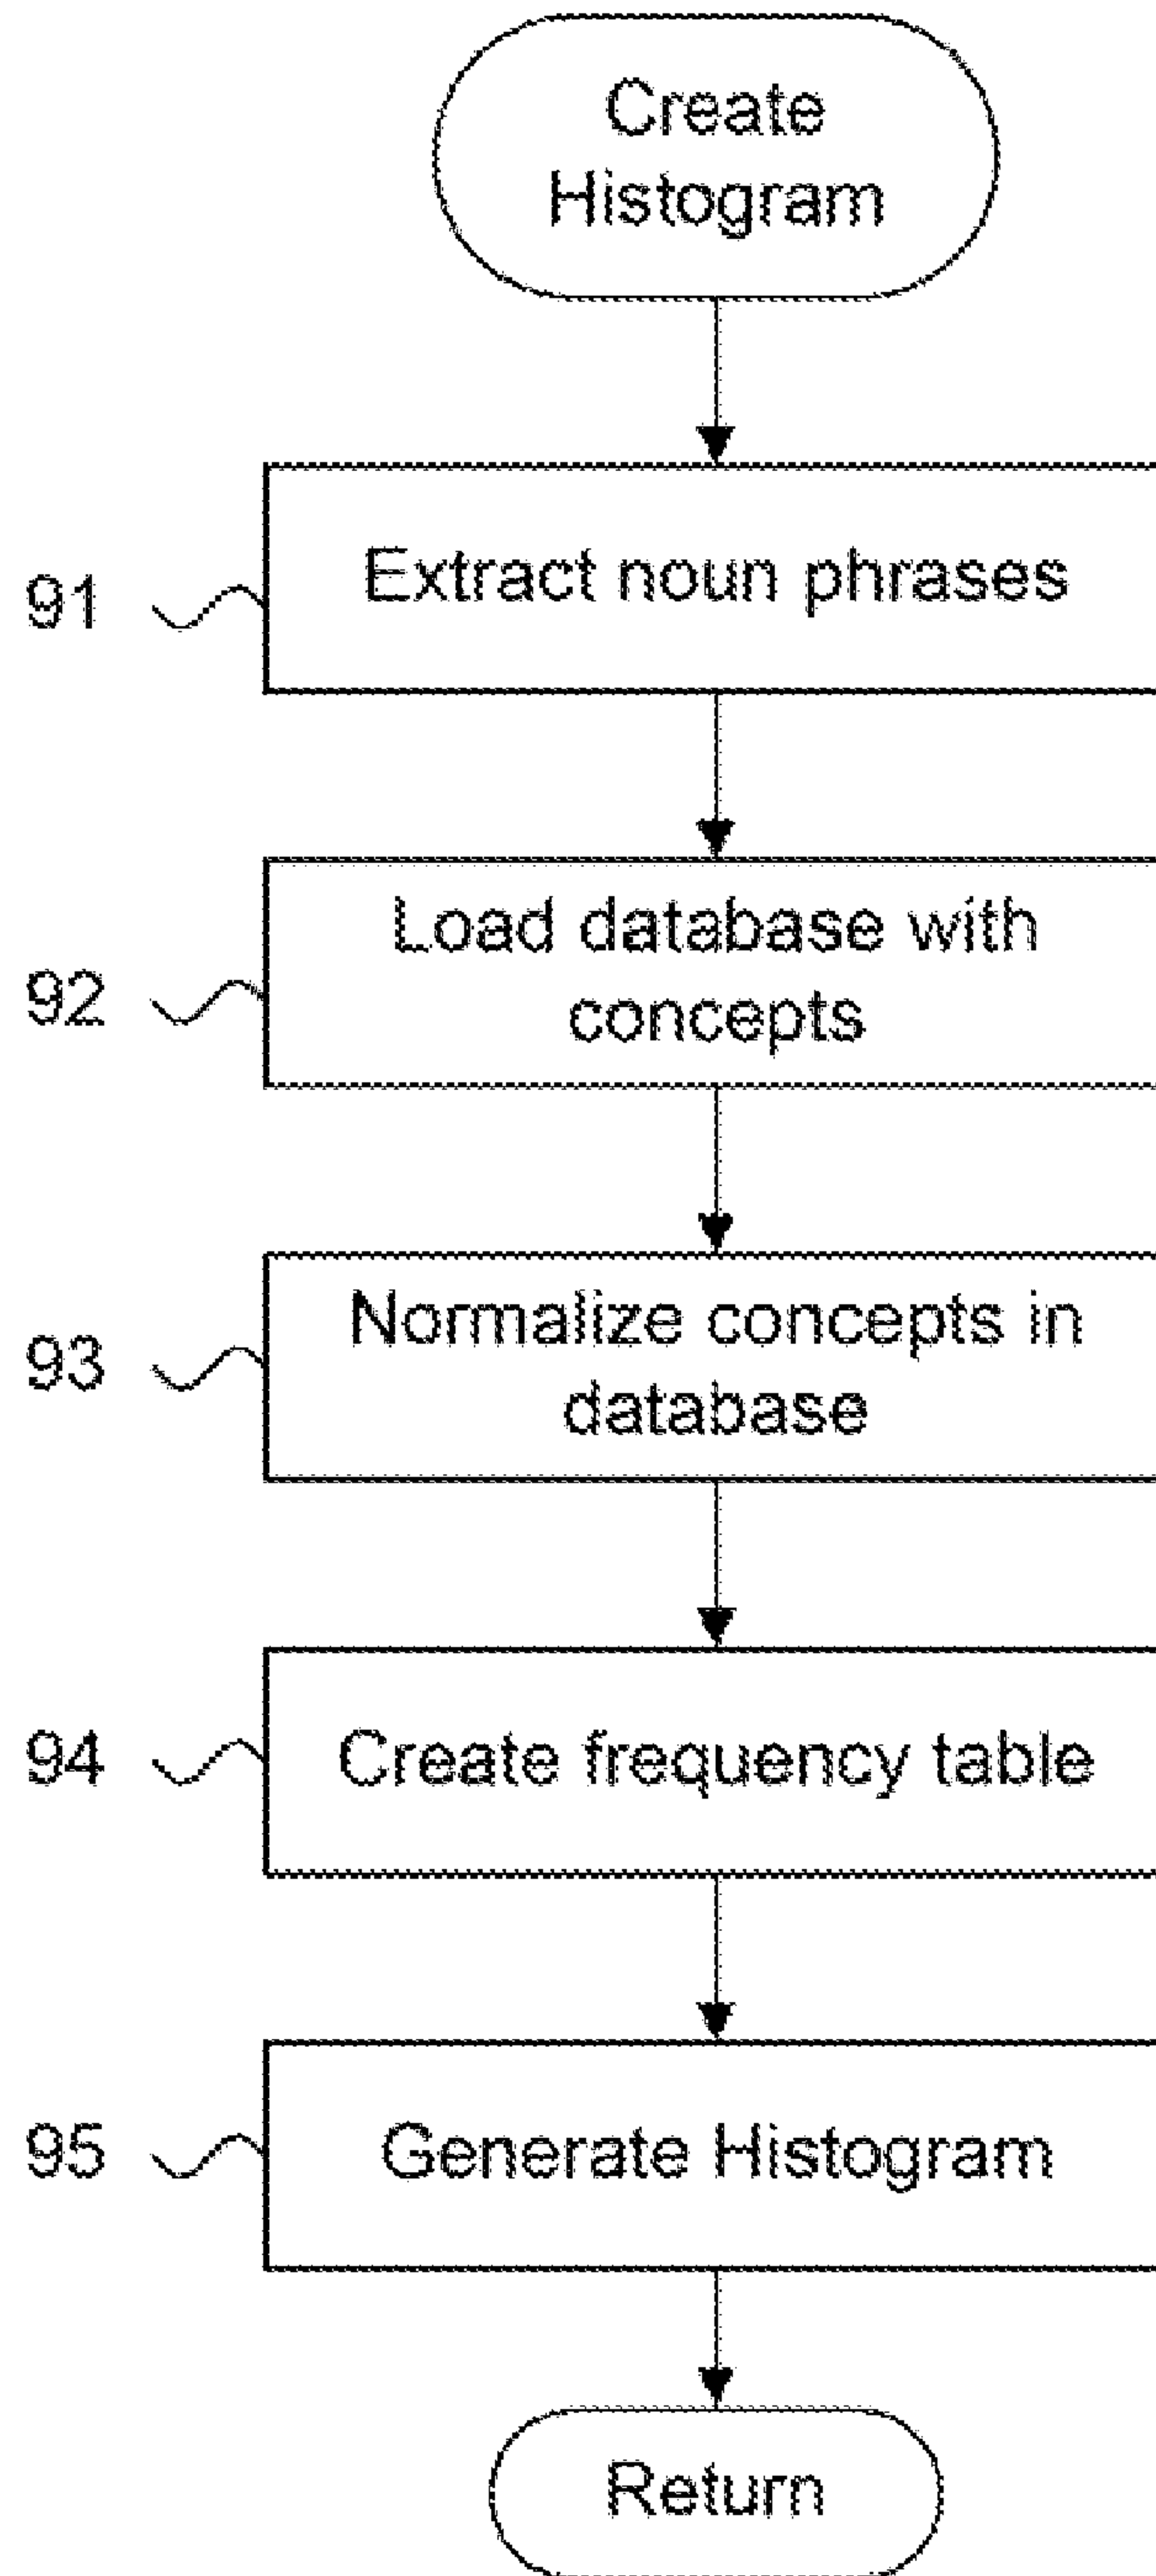 Create
Histogram
91
Extract noun phrases
92
Load database with
concepts
93
Normalize concepts in
database
94
Create frequency table
95
Generate Histogram
Return